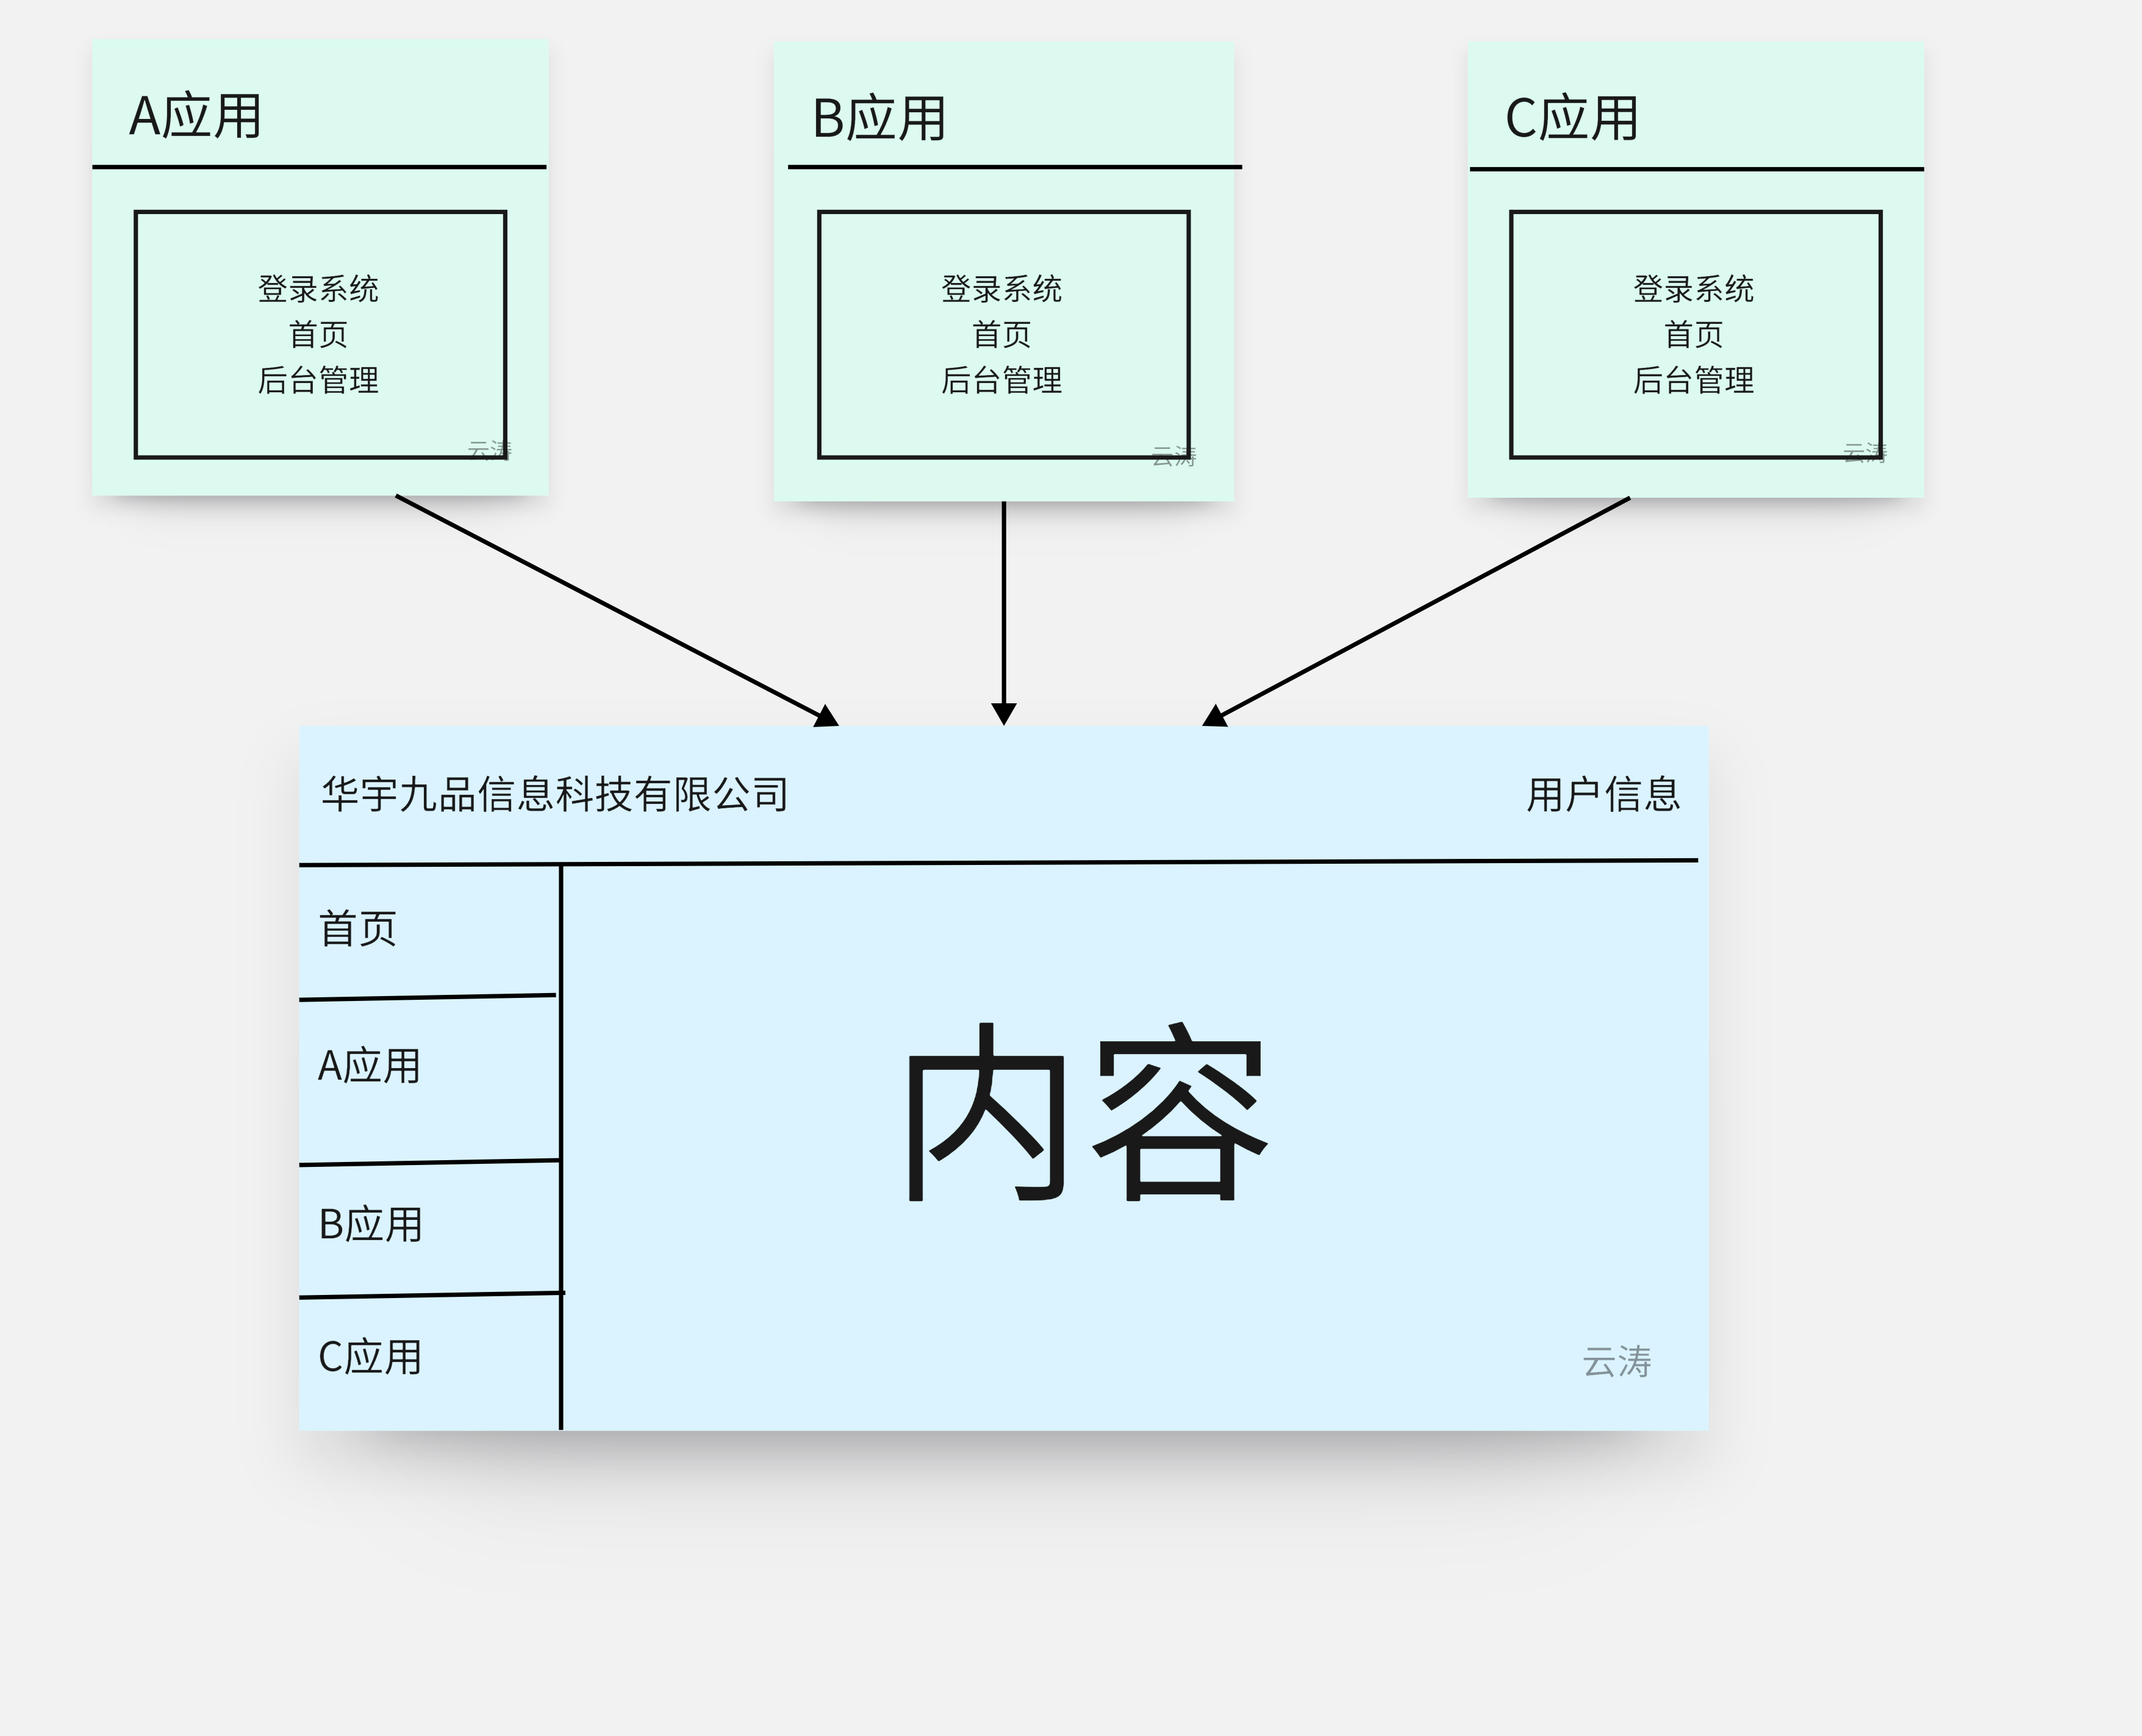 A应用
登录系统
首页
后台管理
云涛
B应用
登录系统
首页
后台管理
云涛
C应用
登录系统
首页
后台管理
云涛
华宇九品信息科技有限公司
用户信息
首页
A应用
B应用
C应用
内容
云涛